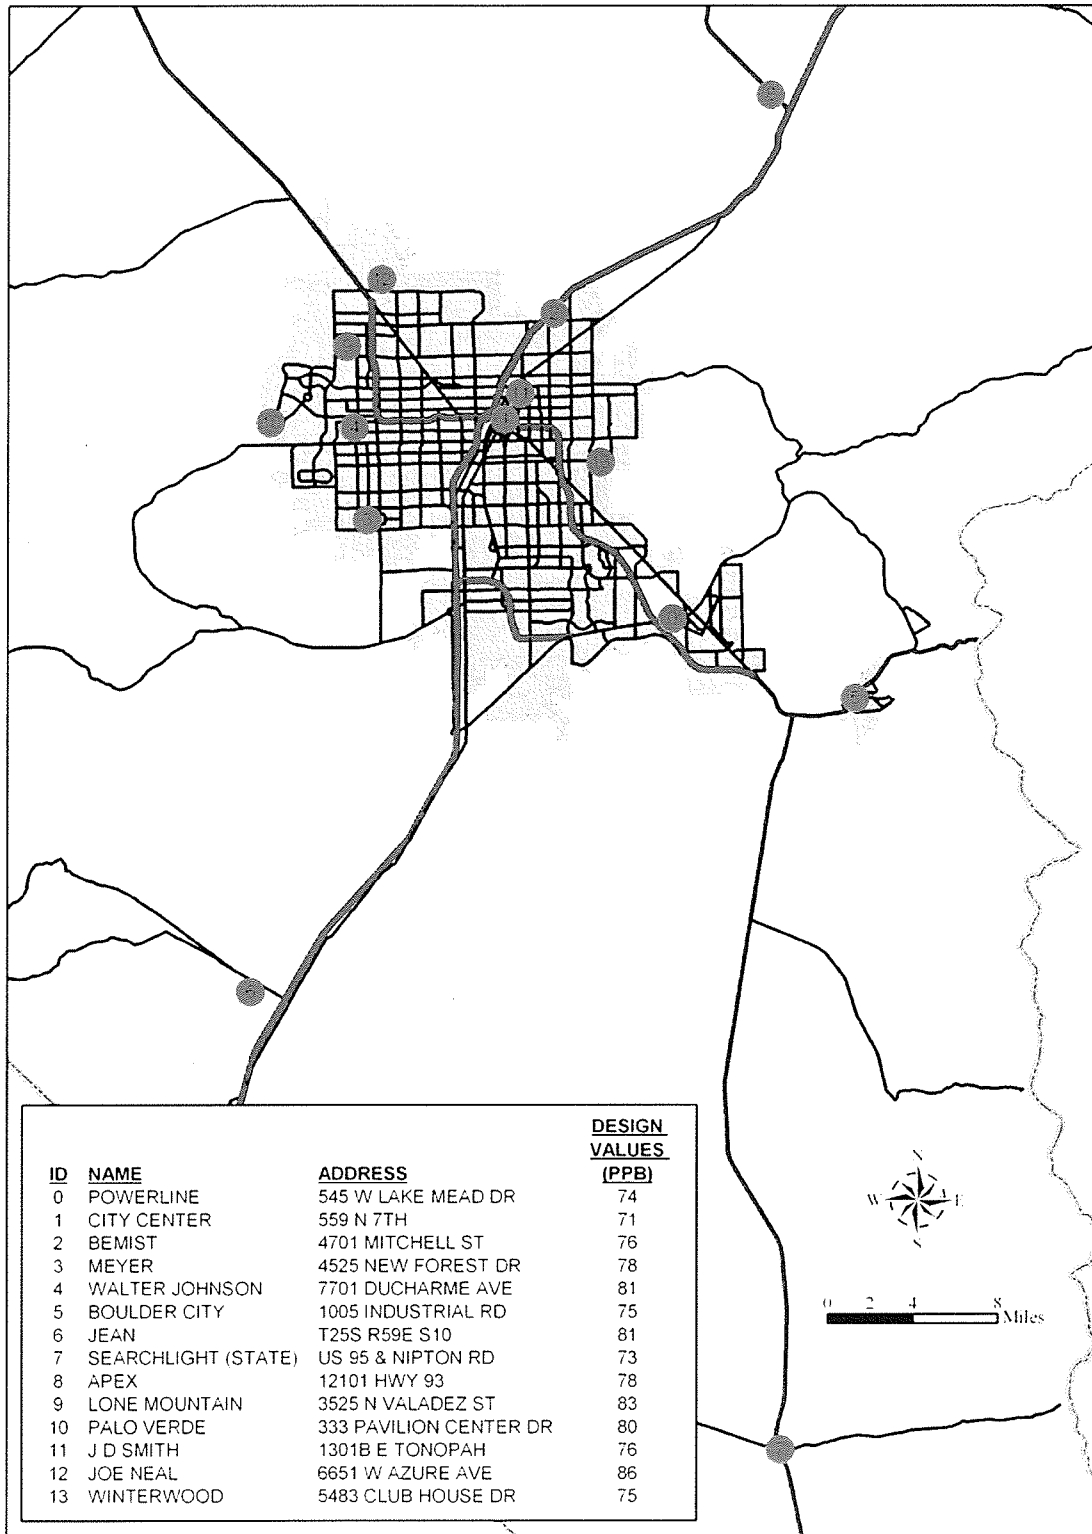 DESIGN
VALUES
ID NAME ADDRESS (PPB)
0 POWERLINE 545 W LAKE MEAD DR 74
1 CITY CENTER 559 N 7TH 71
2 BEMIST 4701 MITCHELL ST 76
3 MEYER 4525 NEW FOREST DR 78
4 WALTER JOHNSON 7701 DUCHARME AVE 81
5 BOULDER CITY 1005 INDUSTRIAL RD 75
6 JEAN T25S R59E S10 81
7 SEARCHLIGHT (STATE) US 95 & NIPTON RD 73
8 APEX 12101 HWY 93 78
9 LONE MOUNTAIN 3525 N VALADEZ ST 83
10 PALO VERDE 333 PAVILION CENTER DR 80
11 J D SMITH 1301B E TONOPAH 76
12 JOE NEAL 6651 W AZURE AVE 86
13 WINTERWOOD 5483 CLUB HOUSE DR 75
N
W E
S
0 2 4 8
Miles